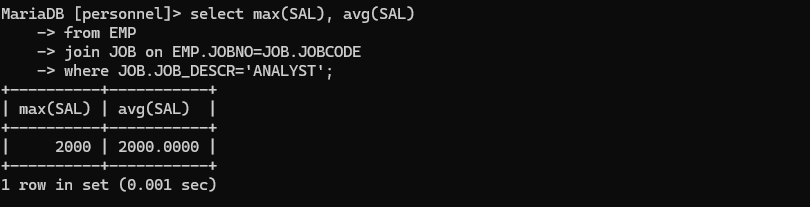 MariaDB [personnel]> select max(SAL), avg(SAL)
    -> from EMP
    -> join JOB on EMP.JOBNO=JOB.JOBCODE
    -> where JOB.JOB_DESCR='ANALYST';
+----------+-----------+
| max(SAL) | avg(SAL)  |
+----------+-----------+
|     2000 | 2000.0000 |
+----------+-----------+
1 row in set (0.001 sec)